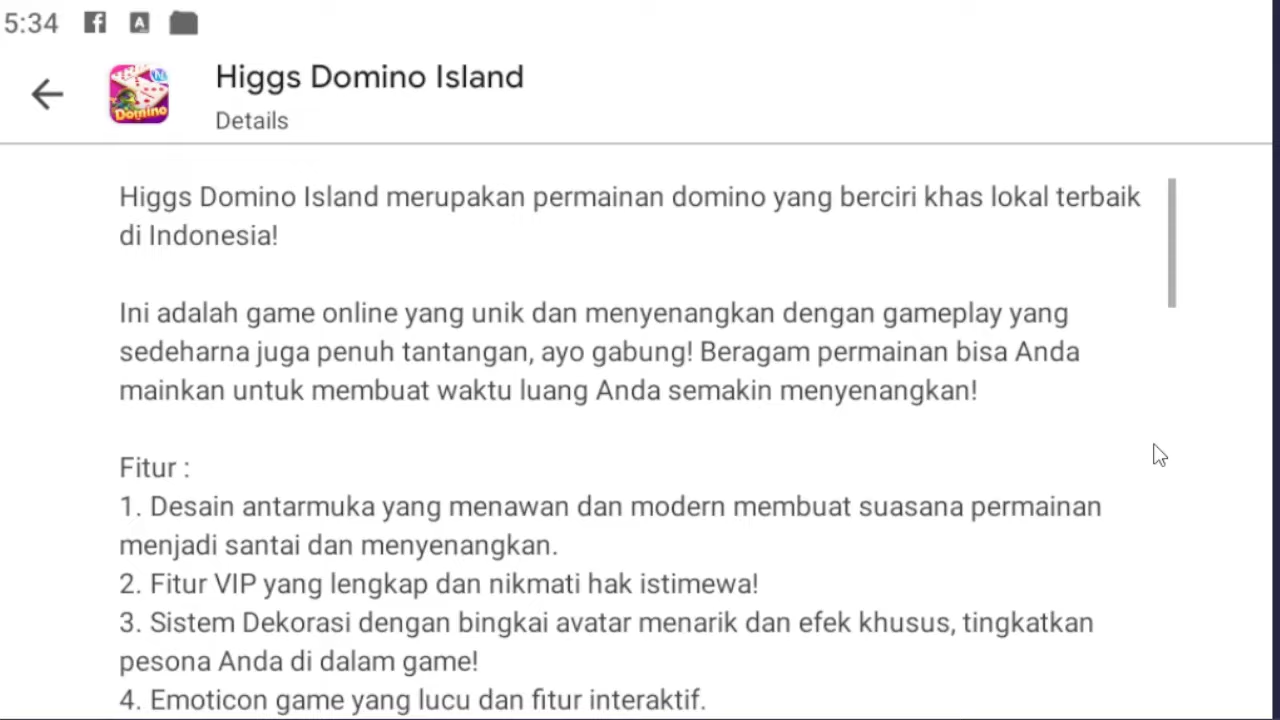 5:34
Higgs Domino Island
Details
Domino
Higgs Domino Island merupakan permainan domino yang berciri khas lokal terbaik
di Indonesia!
Ini adalah game online yang unik dan menyenangkan dengan gameplay yang
sedeharna juga penuh tantangan, ayo gabung! Beragam permainan bisa Anda
mainkan untuk membuat waktu luang Anda semakin menyenangkan!
Fitur :
1. Desain antarmuka yang menawan dan modern membuat suasana permainan
menjadi santai dan menyenangkan.
2. Fitur VIP yang lengkap dan nikmati hak istimewa!
3. Sistem Dekorasi dengan bingkai avatar menarik dan efek khusus, tingkatkan
pesona Anda di dalam game!
4. Emoticon game yang lucu dan fitur interaktif.